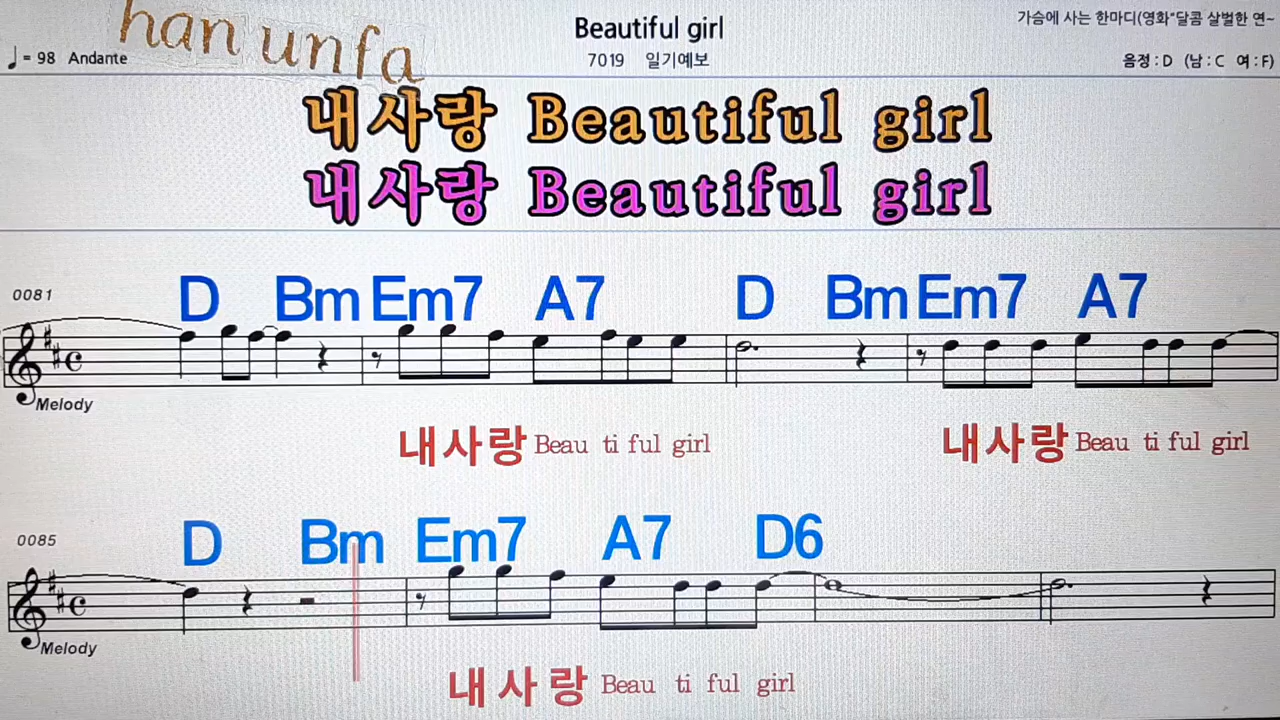 han unfa
Beautiful girl
가슴에 사는 한마디(영화"달콤 살벌한 연~
♩= 98 Andante
7019 일기예보
음정 : D (남 : C 여 : F)
내사랑 Beautiful girl
내사랑 Beautiful girl
D Bm Em7 A7 D Bm Em7 A7
0081
Melody
내사랑 Beau ti ful girl 내사랑 Beau ti ful girl
D Bm Em7 A7 D6
0085
Melody
내 사 랑 Beau ti ful girl